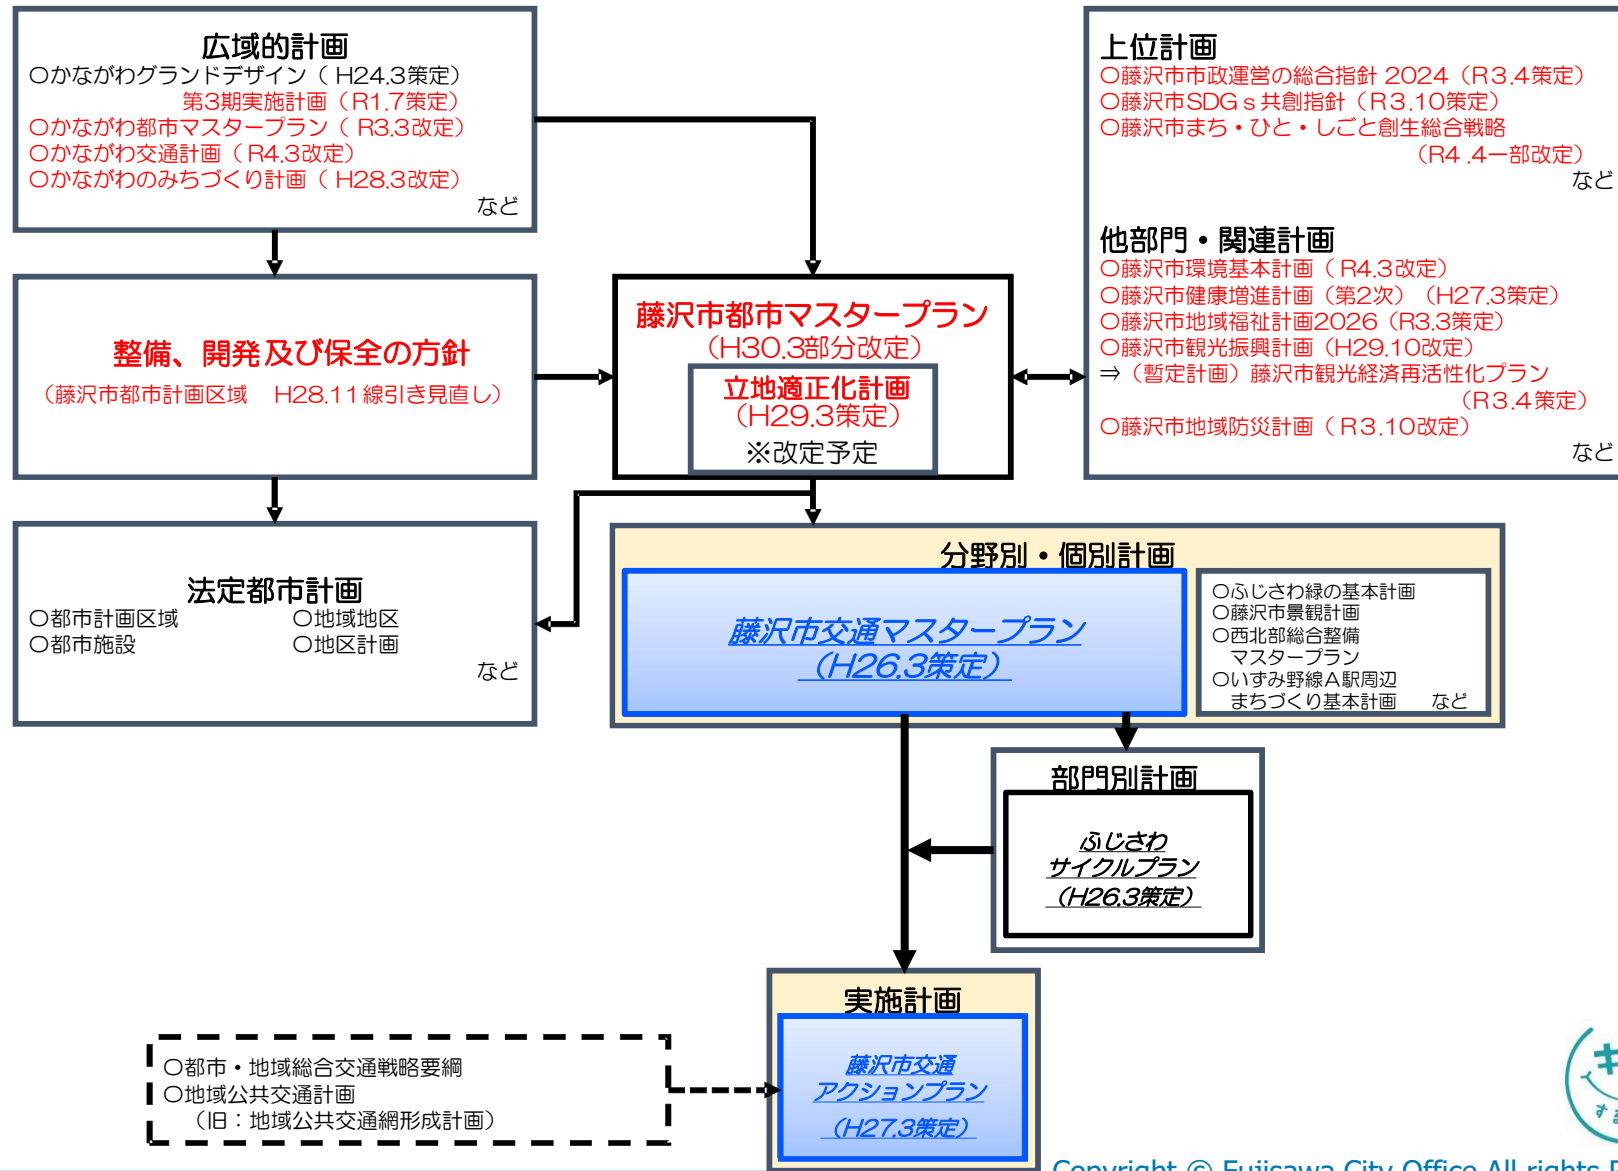 広域的計画
○かながわグランドデザイン（H24.3策定）
第3期実施計画（R1.7策定）
○かながわ都市マスタープラン（R3.3改定）
○かながわ交通計画（R4.3改定）
○かながわのみちづくり計画（H28.3改定）
など
上位計画
○藤沢市市政運営の総合指針 2024（R3.4策定）
○藤沢市SDGｓ共創指針（R3.10策定）
○藤沢市まち・ひと・しごと創生総合戦略
（R4.4一部改定）
など
他部門・関連計画
○藤沢市環境基本計画（R4.3改定）
○藤沢市健康増進計画（第2次）（H27.3策定）
○藤沢市地域福祉計画2026（R3.3策定）
○藤沢市観光振興計画（H29.10改定）
⇒（暫定計画）藤沢市観光経済再活性化プラン
（R3.4策定）
○藤沢市地域防災計画（R3.10改定）
など
整備、開発及び保全の方針
（藤沢市都市計画区域　H28.11線引き見直し）
藤沢市都市マスタープラン
（H30.3部分改定）
立地適正化計画
（H29.3策定）
※改定予定
法定都市計画
○都市計画区域　○地域地区
○都市施設　○地区計画
など
分野別・個別計画
藤沢市交通マスタープラン
（H26.3策定）
○ふじさわ緑の基本計画
○藤沢市景観計画
○西北部総合整備
マスタープラン
○いずみ野線A駅周辺
まちづくり基本計画　など
部門別計画
ふじさわ
サイクルプラン
（H26.3策定）
実施計画
藤沢市交通
アクションプラン
（H27.3策定）
○都市・地域総合交通戦略要綱
○地域公共交通計画
（旧：地域公共交通網形成計画）
Copyright © Fujisawa City Office All rights